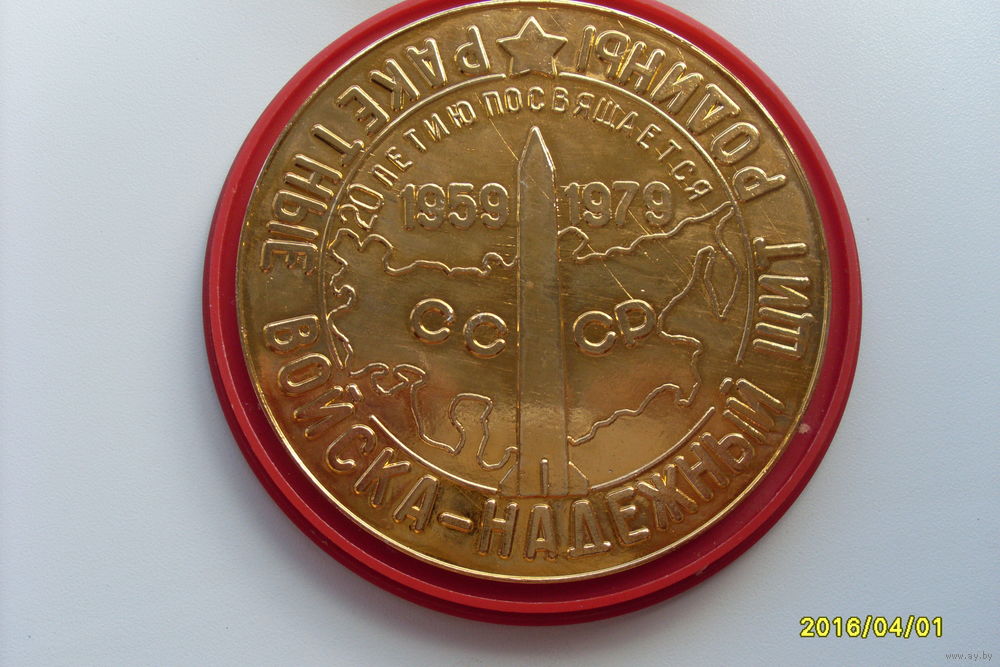 РАКЕТНЫЕ ВОЙСКА-НАДЕЖНЫЙ ЩИТ РОДИНЫ
20 ЛЕТИЮ ПОСВЯЩАЕТСЯ
1959 1979
СССР
2016/04/01
www.ay.by